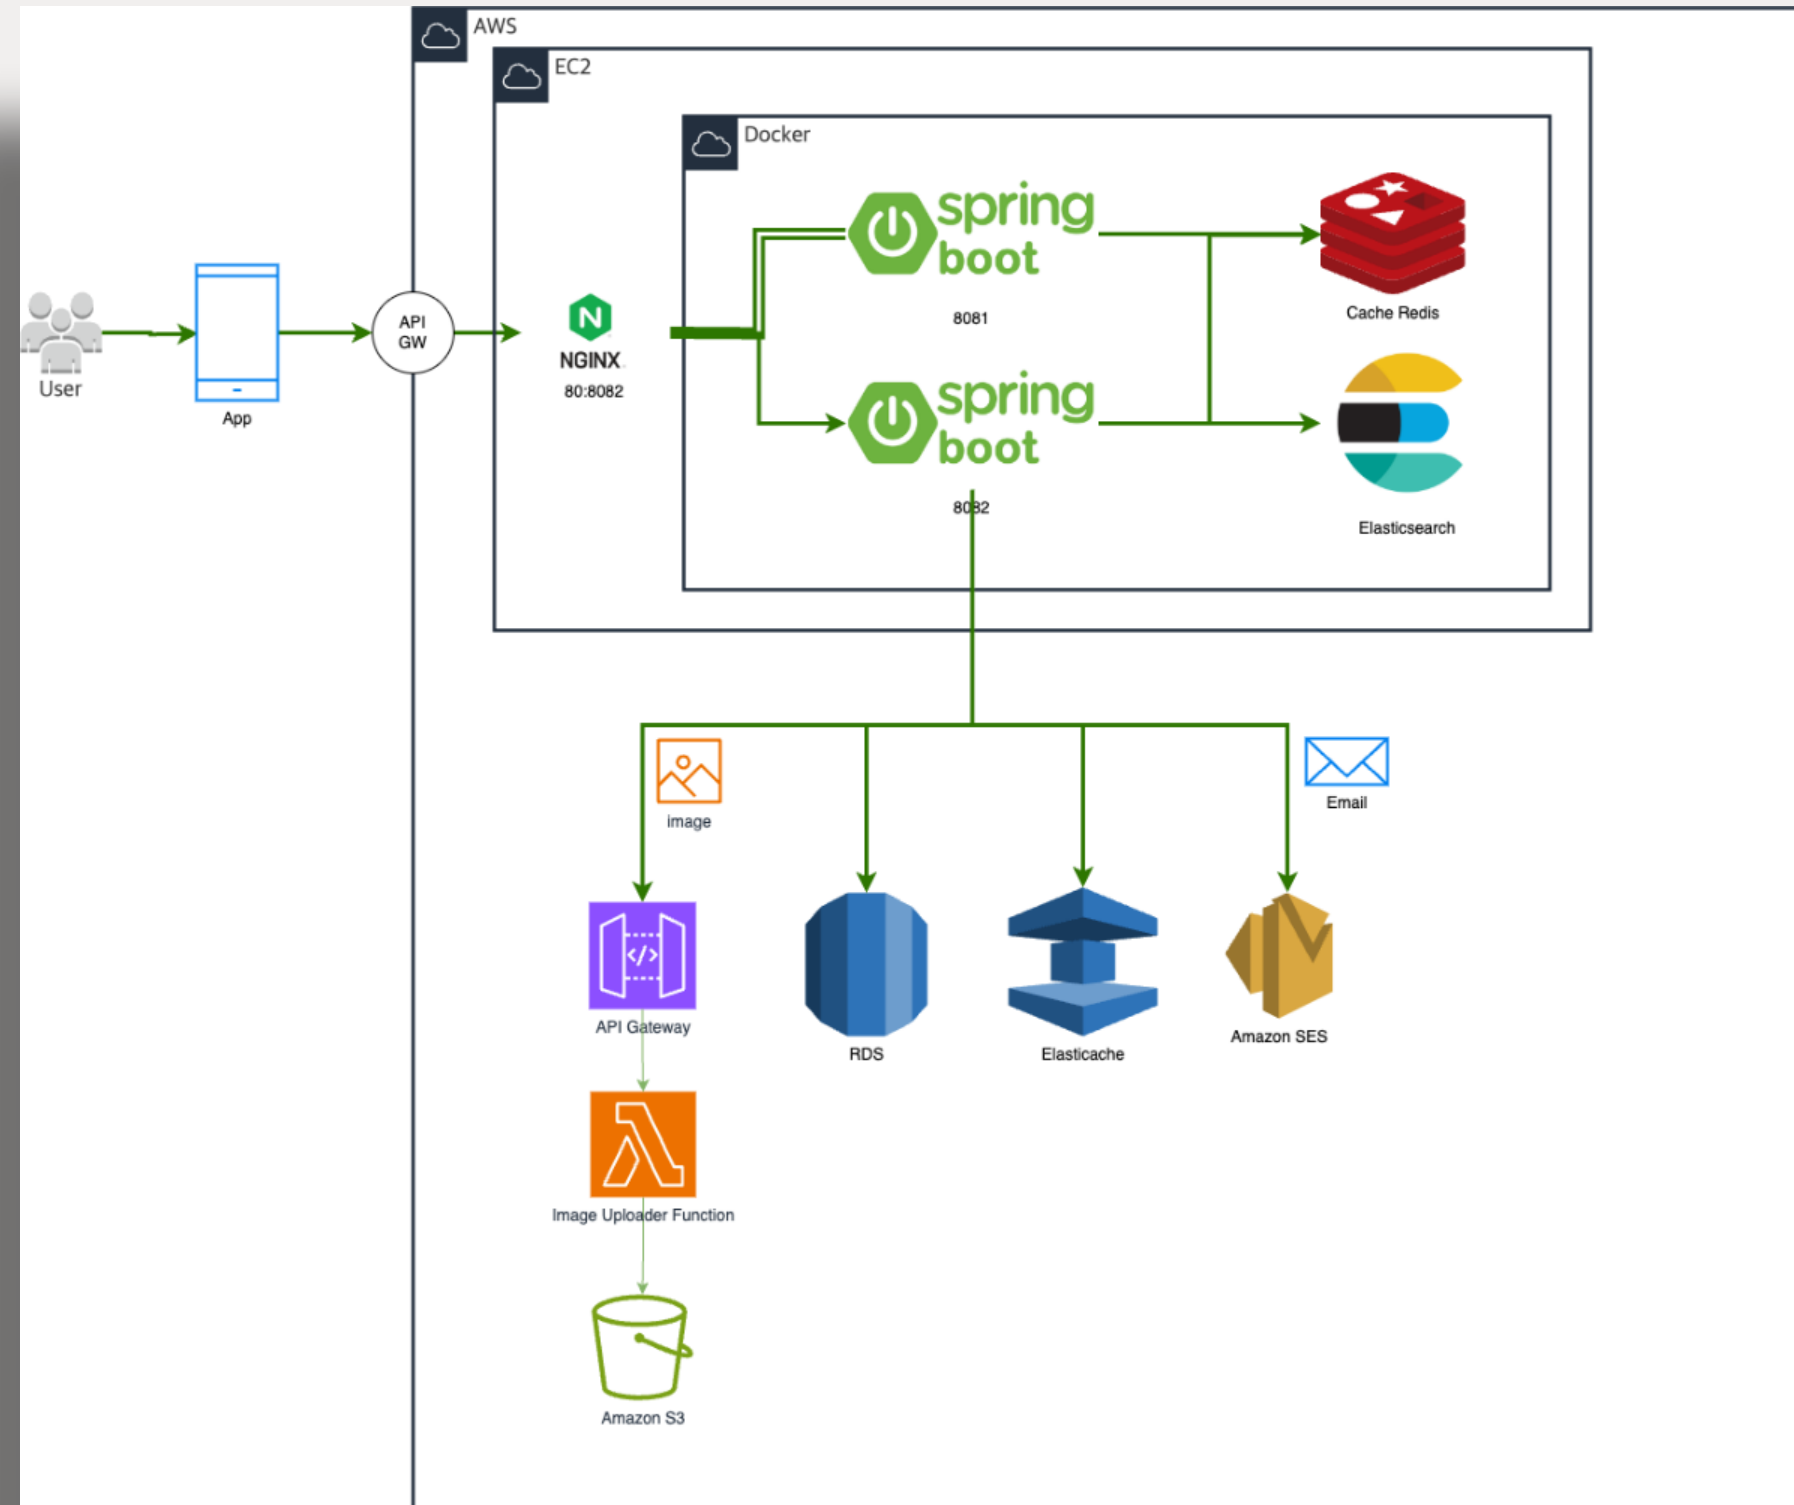 AWS
EC2
Docker
spring
boot
8081
Cache Redis
API
GW
NGINX
80:8082
User
App
spring
boot
8082
Elasticsearch
image
Email
API Gateway
RDS
Elasticache
Amazon SES
Image Uploader Function
Amazon S3